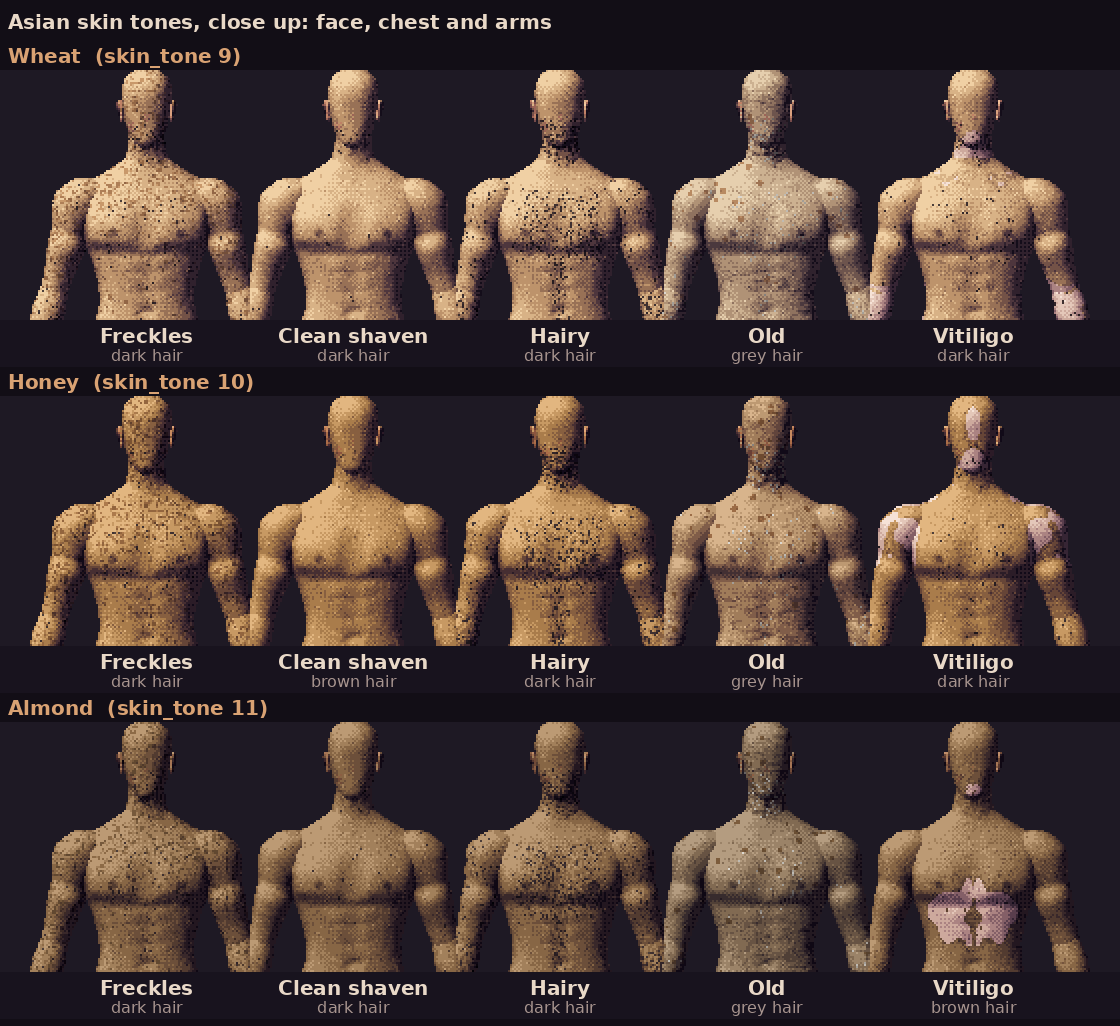 Asian skin tones, close up: face, chest and arms
Wheat (skin_tone 9)
Freckles Clean shaven Hairy Old Vitiligo
dark hair dark hair dark hair grey hair dark hair
Honey (skin_tone 10)
Freckles Clean shaven Hairy Old Vitiligo
dark hair brown hair dark hair grey hair dark hair
Almond (skin_tone 11)
Freckles Clean shaven Hairy Old Vitiligo
dark hair dark hair dark hair grey hair brown hair